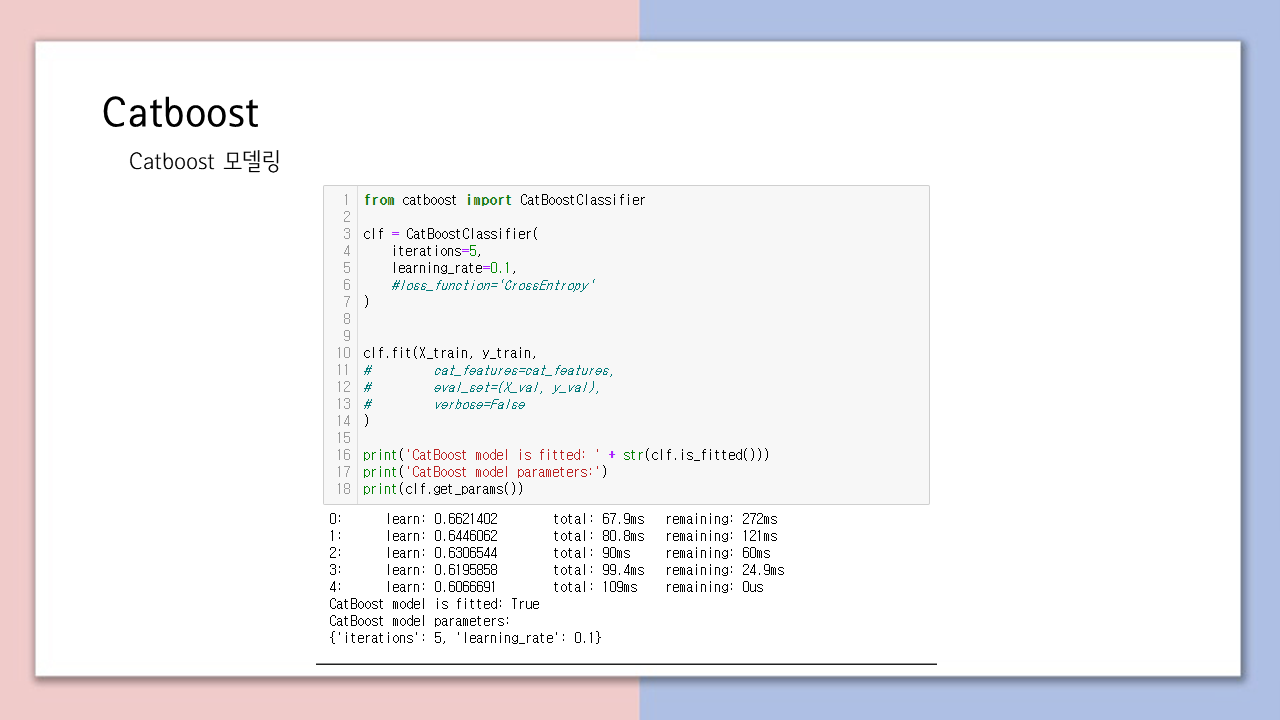 Catboost
Catboost 모델링
1 from catboost import CatBoostClassifier
2
3 clf = CatBoostClassifier(
4     iterations=5,
5     learning_rate=0.1,
6     #loss_function='CrossEntropy'
7 )
8
9
10 clf.fit(X_train, y_train,
11 #         cat_features=cat_features,
12 #         eval_set=(X_val, y_val),
13 #         verbose=False
14 )
15
16 print('CatBoost model is fitted: ' + str(clf.is_fitted()))
17 print('CatBoost model parameters:')
18 print(clf.get_params())
0:      learn: 0.6621402        total: 67.9ms   remaining: 272ms
1:      learn: 0.6446062        total: 80.8ms   remaining: 121ms
2:      learn: 0.6306544        total: 90ms     remaining: 60ms
3:      learn: 0.6195858        total: 99.4ms   remaining: 24.9ms
4:      learn: 0.6066691        total: 109ms    remaining: 0us
CatBoost model is fitted: True
CatBoost model parameters:
{'iterations': 5, 'learning_rate': 0.1}